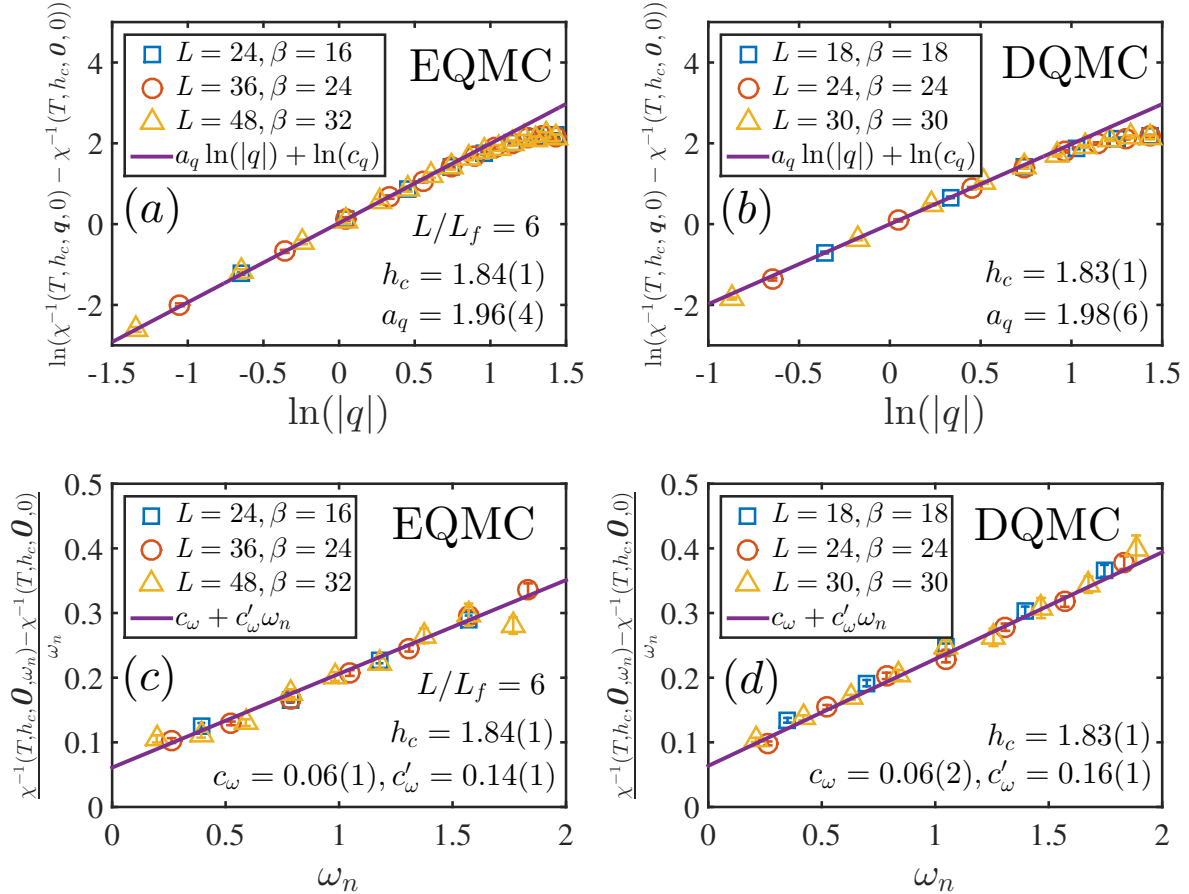 ln(χ⁻¹(T, h_c, q, 0) − χ⁻¹(T, h_c, 0, 0))
4
2
0
-2
L = 24, β = 16
L = 36, β = 24
L = 48, β = 32
a_q ln(|q|) + ln(c_q)
EQMC
(a)
L/L_f = 6
h_c = 1.84(1)
a_q = 1.96(4)
-1.5 -1 -0.5 0 0.5 1 1.5
ln(|q|)
ln(χ⁻¹(T, h_c, q, 0) − χ⁻¹(T, h_c, 0, 0))
4
2
0
-2
L = 18, β = 18
L = 24, β = 24
L = 30, β = 30
a_q ln(|q|) + ln(c_q)
DQMC
(b)
h_c = 1.83(1)
a_q = 1.98(6)
-1 -0.5 0 0.5 1 1.5
ln(|q|)
χ⁻¹(T,h_c,0,ω_n)−χ⁻¹(T,h_c,0,0)
ω_n
0.5
0.4
0.3
0.2
0.1
0
L = 24, β = 16
L = 36, β = 24
L = 48, β = 32
c_ω + c′_ω ω_n
EQMC
(c)
L/L_f = 6
h_c = 1.84(1)
c_ω = 0.06(1), c′_ω = 0.14(1)
0 0.5 1 1.5 2
ω_n
χ⁻¹(T,h_c,0,ω_n)−χ⁻¹(T,h_c,0,0)
ω_n
0.5
0.4
0.3
0.2
0.1
0
L = 18, β = 18
L = 24, β = 24
L = 30, β = 30
c_ω + c′_ω ω_n
DQMC
(d)
h_c = 1.83(1)
c_ω = 0.06(2), c′_ω = 0.16(1)
0 0.5 1 1.5 2
ω_n